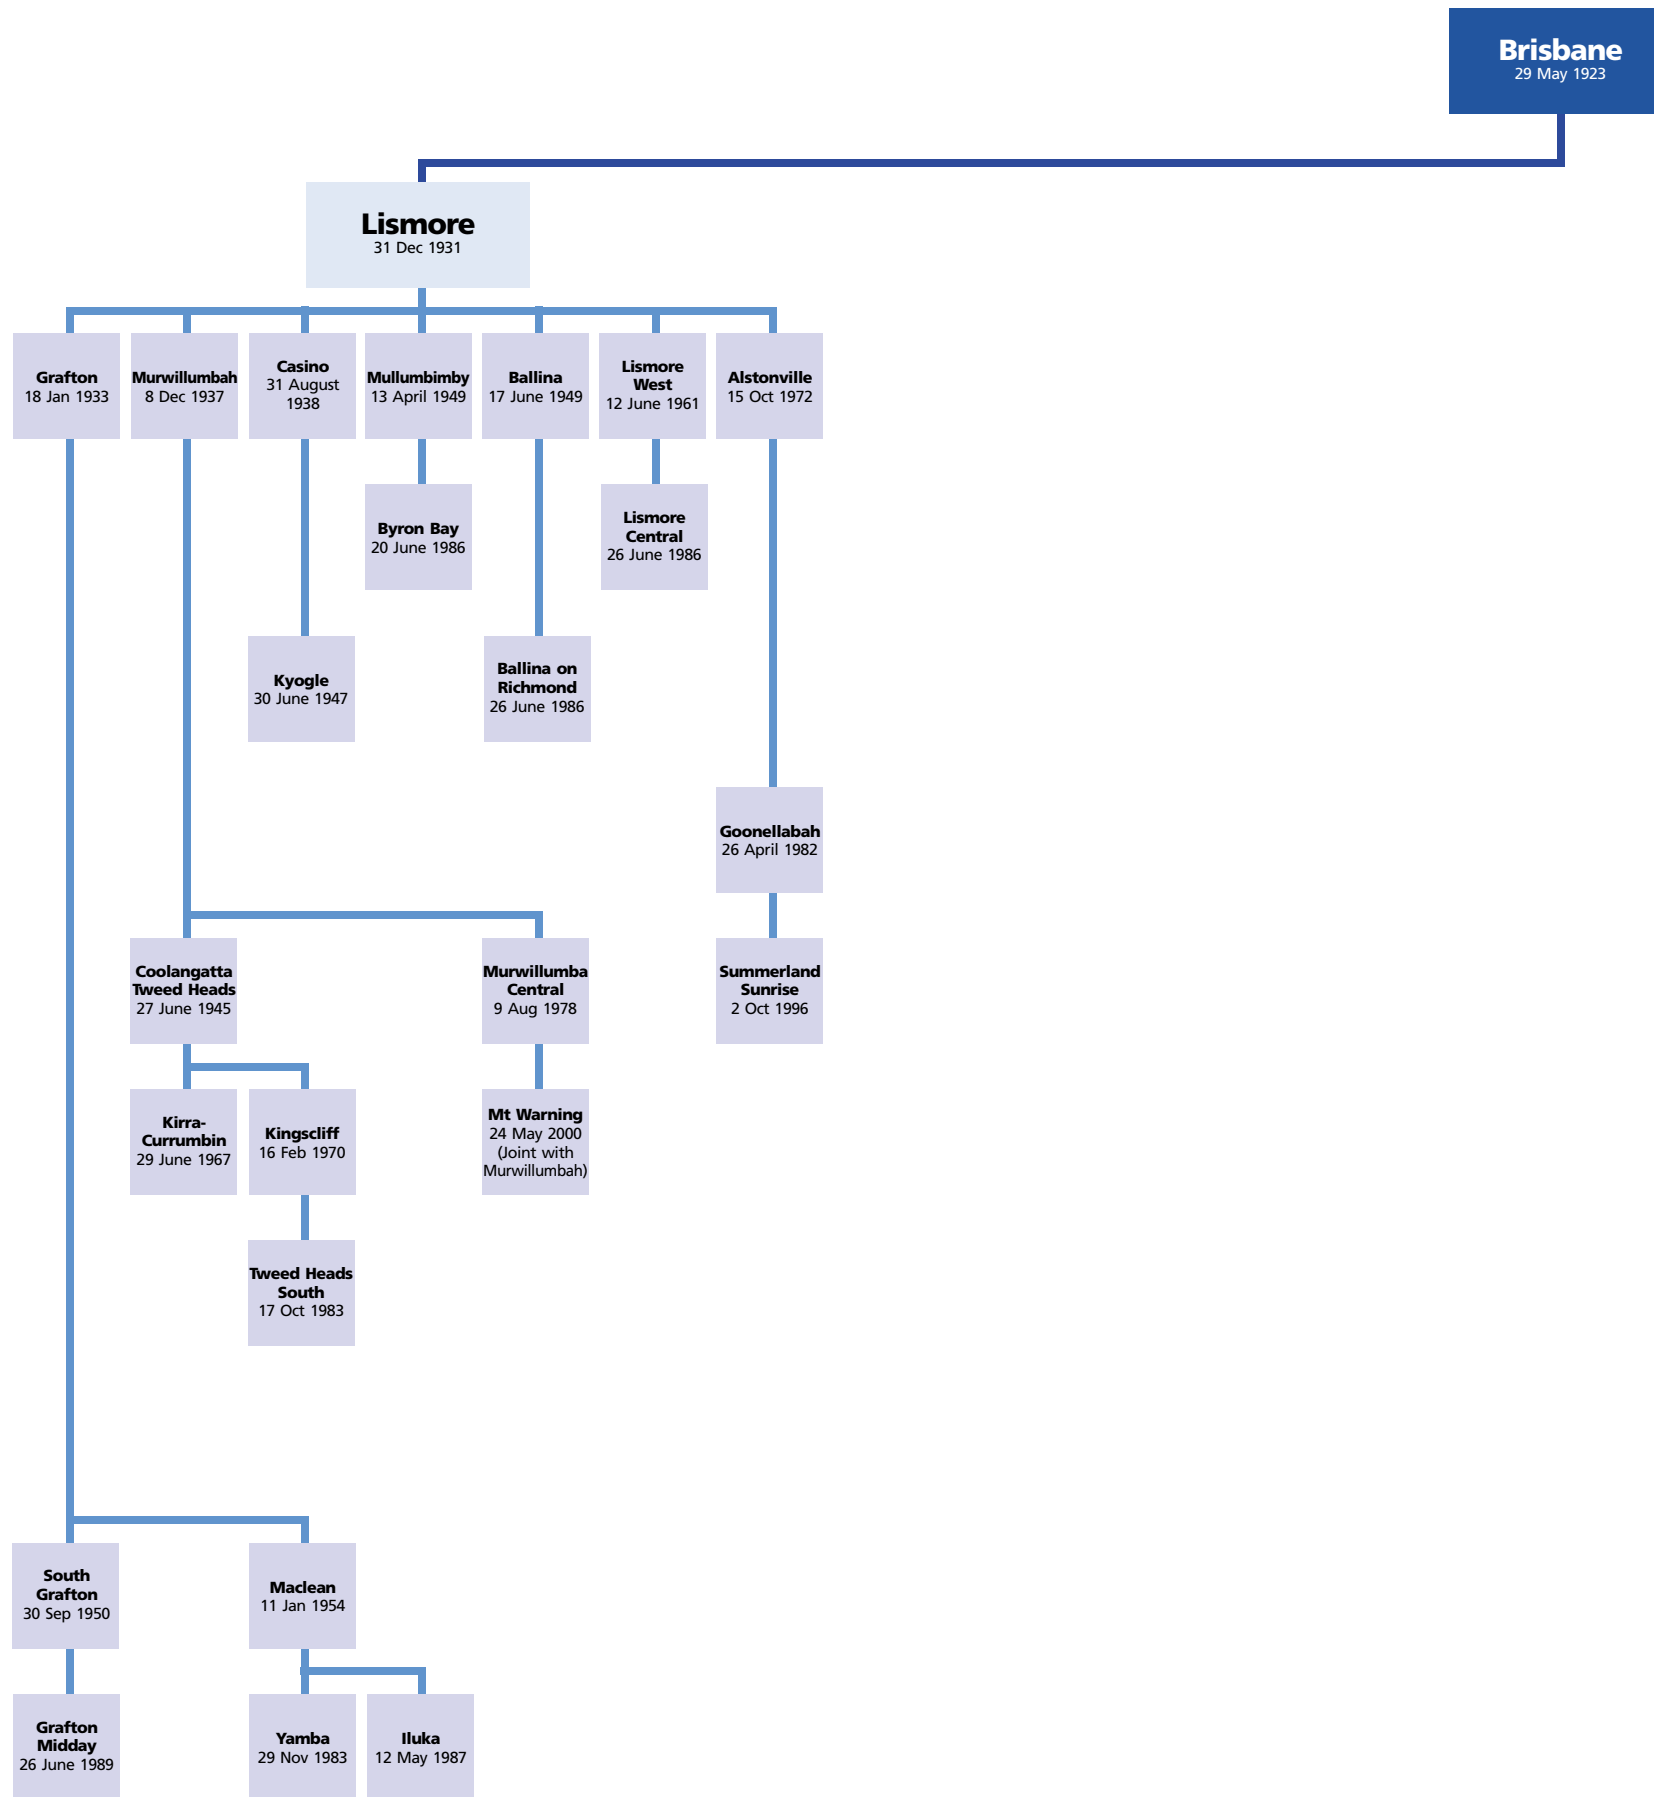 Brisbane
29 May 1923
Lismore
31 Dec 1931
Grafton
18 Jan 1933
Murwillumbah
8 Dec 1937
Casino
31 August
1938
Mullumbimby
13 April 1949
Ballina
17 June 1949
Lismore
West
12 June 1961
Alstonville
15 Oct 1972
Byron Bay
20 June 1986
Lismore
Central
26 June 1986
Kyogle
30 June 1947
Ballina on
Richmond
26 June 1986
Goonellabah
26 April 1982
Coolangatta
Tweed Heads
27 June 1945
Murwillumba
Central
9 Aug 1978
Summerland
Sunrise
2 Oct 1996
Kirra-
Currumbin
29 June 1967
Kingscliff
16 Feb 1970
Mt Warning
24 May 2000
(Joint with
Murwillumbah)
Tweed Heads
South
17 Oct 1983
South
Grafton
30 Sep 1950
Maclean
11 Jan 1954
Grafton
Midday
26 June 1989
Yamba
29 Nov 1983
Iluka
12 May 1987